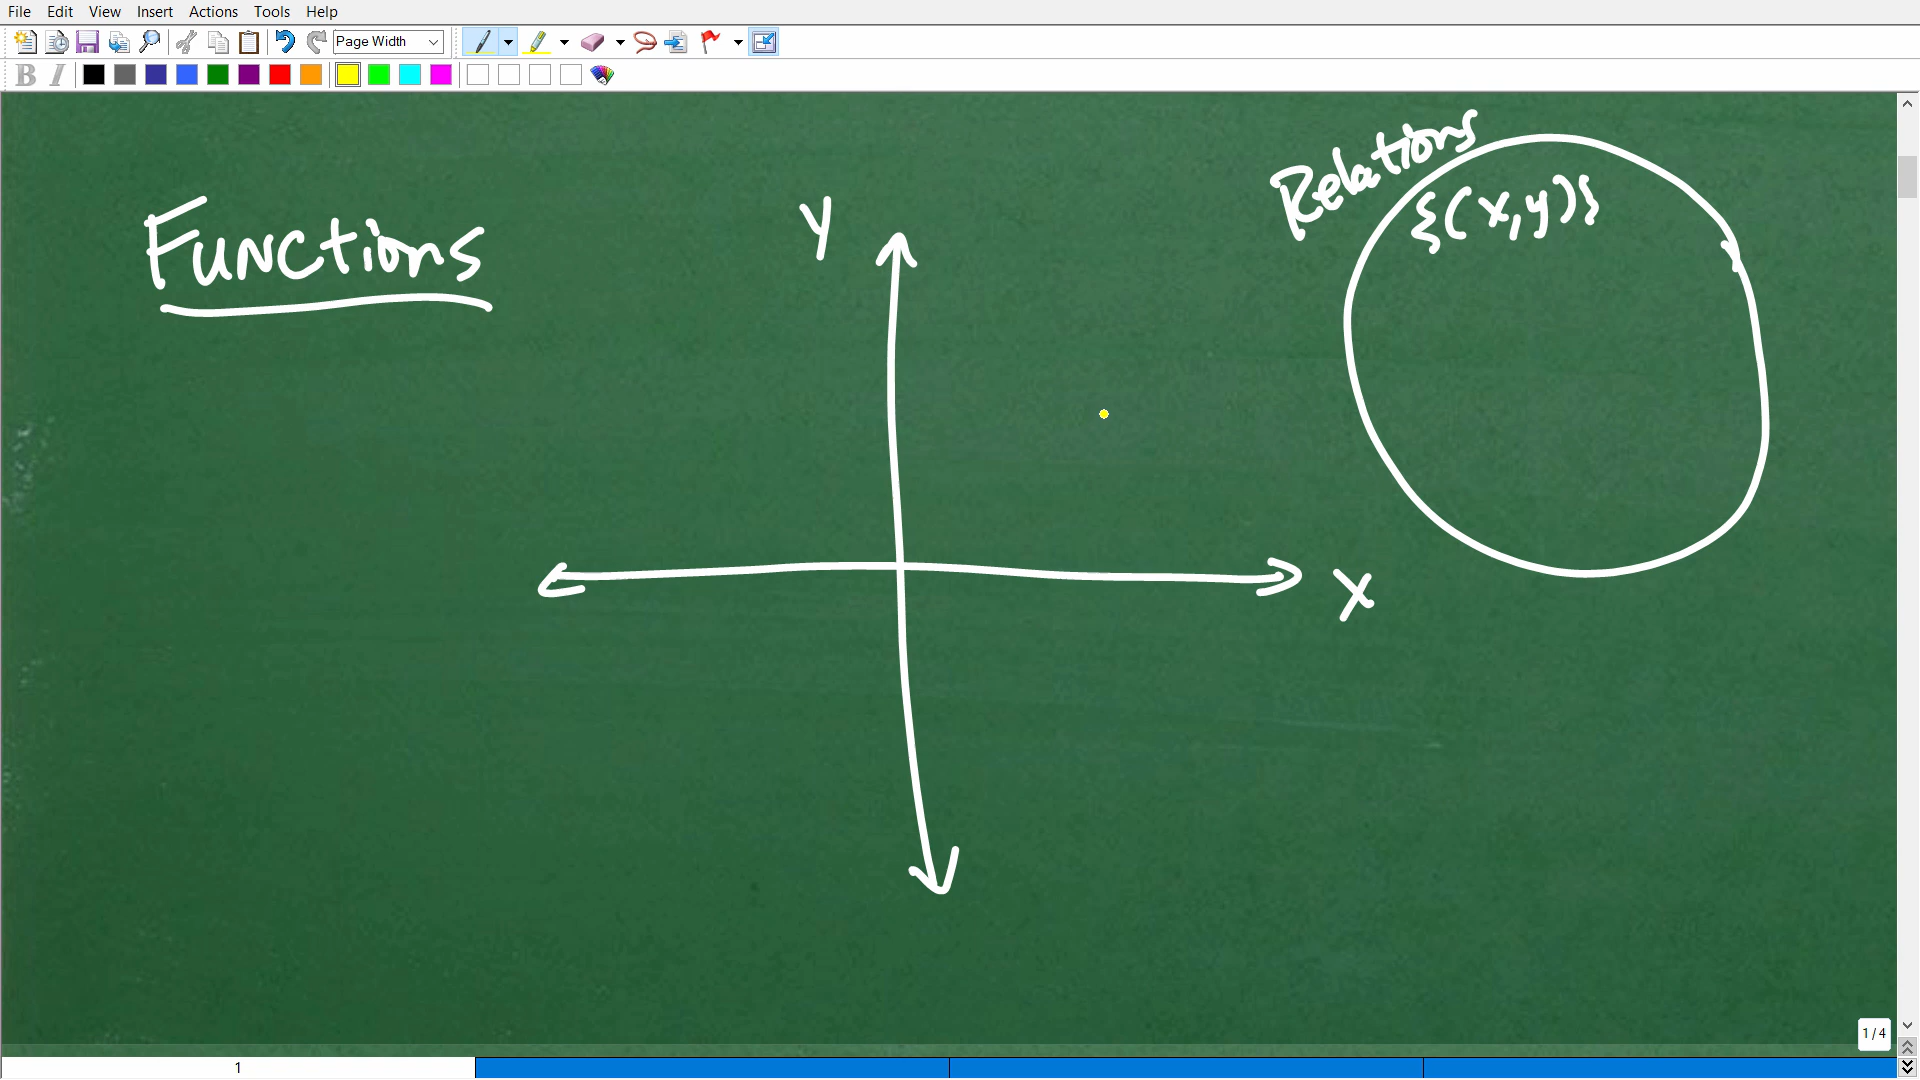 File Edit View Insert Actions Tools Help
Page Width
B I
Relations
{(x,y)}
Functions
y
x
1 / 4
1